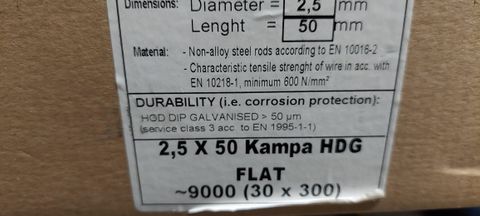 Dimensions: Diameter = 2,5 mm
Lenght = 50 mm
Material: - Non-alloy steel rods according to EN 10016-2
- Characteristic tensile strenght of wire in acc. with
EN 10218-1, minimum 600 N/mm²
DURABILITY (i.e. corrosion protection):
HOD DIP GALVANISED > 50 µm
(service class 3 acc to EN 1995-1-1)
2,5 X 50 Kampa HDG
FLAT
~9000 (30 x 300)